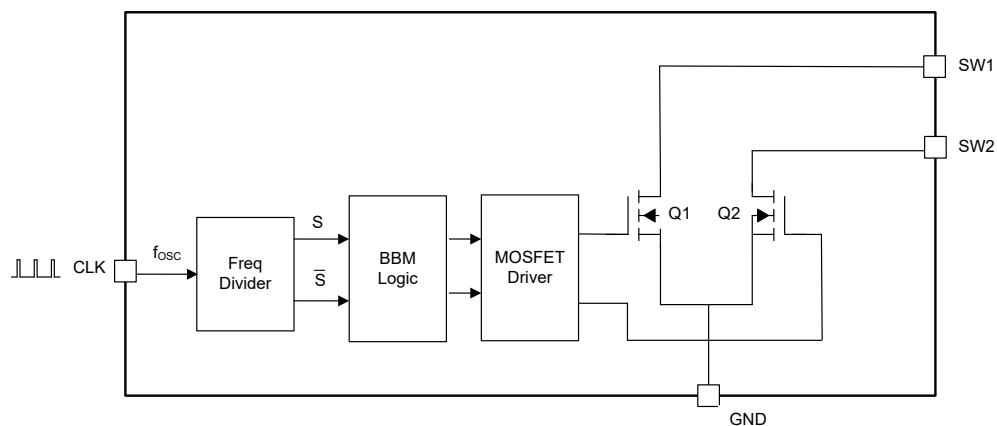 SW1
SW2
Q1
Q2
S
S̅
BBM
Logic
MOSFET
Driver
CLK
fOSC
Freq
Divider
GND